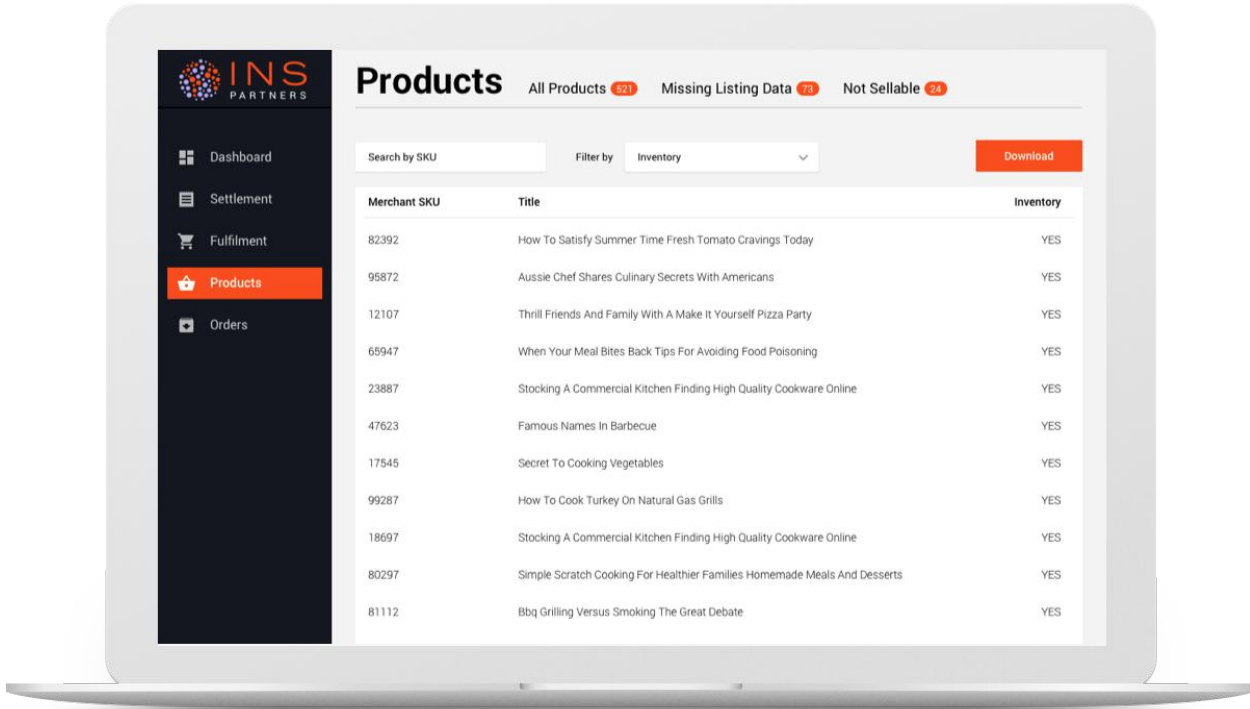 INS
PARTNERS
Dashboard
Settlement
Fulfilment
Products
Orders
Products All Products 521 Missing Listing Data 73 Not Sellable 24
Search by SKU Filter by Inventory Download
Merchant SKU Title Inventory
82392 How To Satisfy Summer Time Fresh Tomato Cravings Today YES
95872 Aussie Chef Shares Culinary Secrets With Americans YES
12107 Thrill Friends And Family With A Make It Yourself Pizza Party YES
65947 When Your Meal Bites Back Tips For Avoiding Food Poisoning YES
23887 Stocking A Commercial Kitchen Finding High Quality Cookware Online YES
47623 Famous Names In Barbecue YES
17545 Secret To Cooking Vegetables YES
99287 How To Cook Turkey On Natural Gas Grills YES
18697 Stocking A Commercial Kitchen Finding High Quality Cookware Online YES
80297 Simple Scratch Cooking For Healthier Families Homemade Meals And Desserts YES
81112 Bbq Grilling Versus Smoking The Great Debate YES